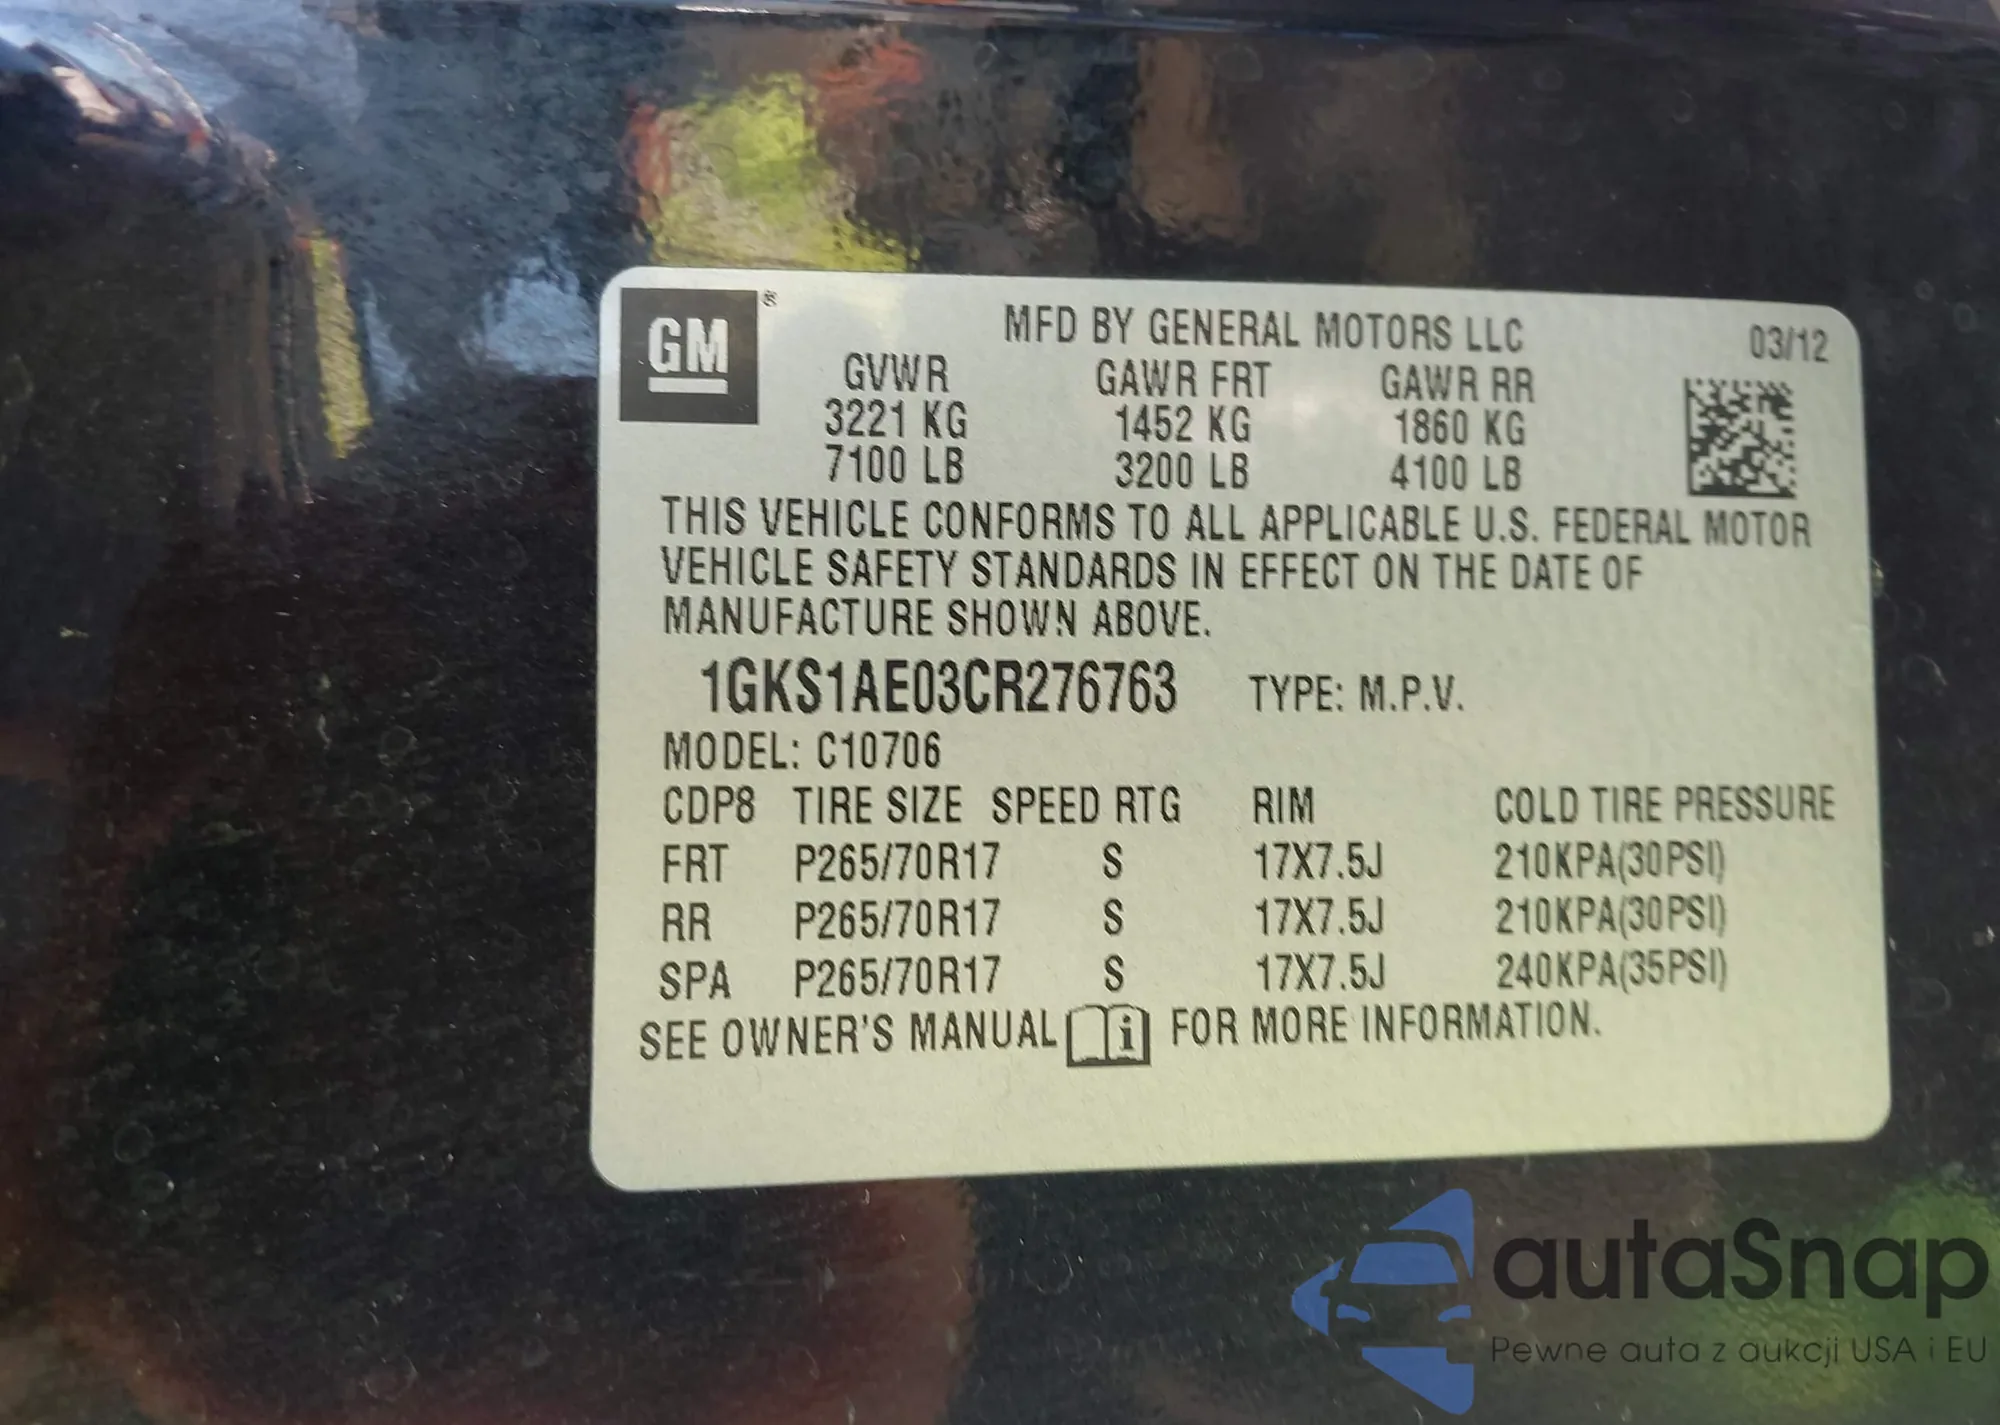 GM ®
MFD BY GENERAL MOTORS LLC 03/12
GVWR GAWR FRT GAWR RR
3221 KG 1452 KG 1860 KG
7100 LB 3200 LB 4100 LB
THIS VEHICLE CONFORMS TO ALL APPLICABLE U.S. FEDERAL MOTOR
VEHICLE SAFETY STANDARDS IN EFFECT ON THE DATE OF
MANUFACTURE SHOWN ABOVE.
1GKS1AE03CR276763 TYPE: M.P.V.
MODEL: C10706
CDP8 TIRE SIZE SPEED RTG RIM COLD TIRE PRESSURE
FRT P265/70R17 S 17X7.5J 210KPA(30PSI)
RR P265/70R17 S 17X7.5J 210KPA(30PSI)
SPA P265/70R17 S 17X7.5J 240KPA(35PSI)
SEE OWNER'S MANUAL i FOR MORE INFORMATION.
autaSnap
Pewne auta z aukcji USA i EU